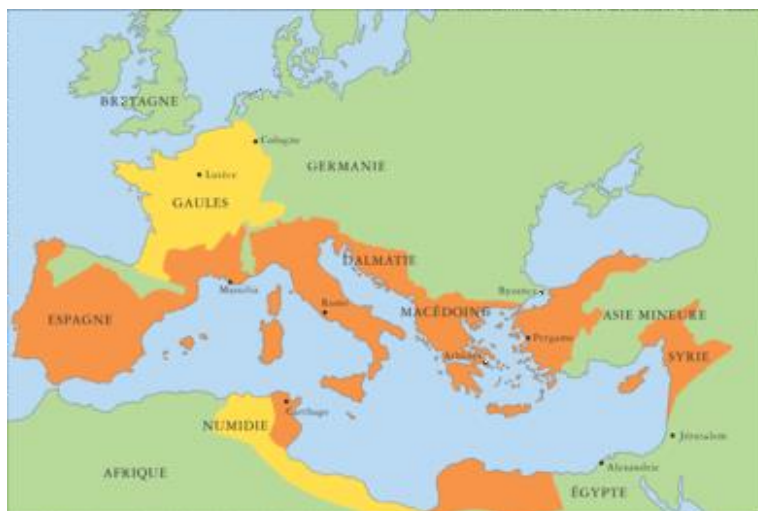 BRETAGNE
Cologne
Lutèce
GERMANIE
GAULES
DALMATIE
Byzance
Marseille
MACÉDOING
ESPAGNE
Rome
ASIE MINEURE
Pergame
Athènes
SYRIE
Carthage
NUMIDIE
Jérusalem
AFRIQUE
Alexandrie
ÉGYPTE